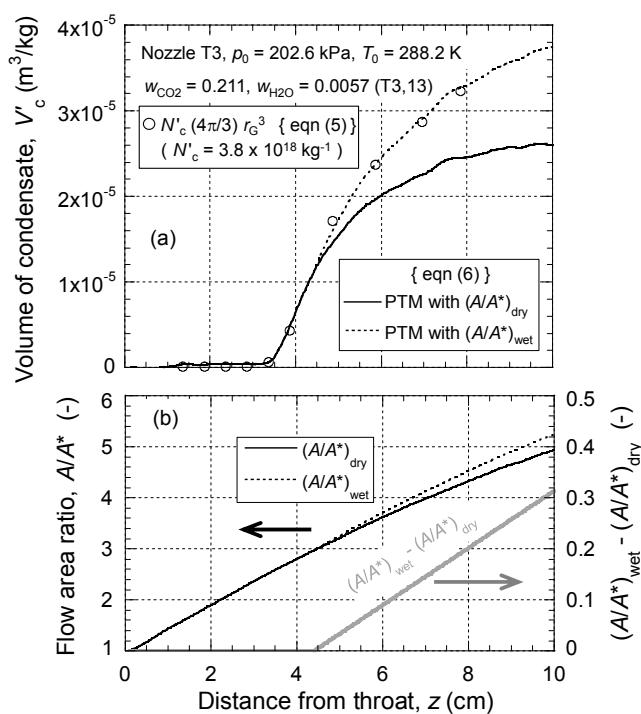 4x10-5
3x10-5
2x10-5
1x10-5
0
Volume of condensate, V'c (m3/kg)
Nozzle T3, p0 = 202.6 kPa, T0 = 288.2 K
wCO2 = 0.211, wH2O = 0.0057 (T3,13)
○ N'c (4π/3) rG3 { eqn (5) }
( N'c = 3.8 x 1018 kg-1 )
(a)
{ eqn (6) }
PTM with (A/A*)dry
PTM with (A/A*)wet
6
5
4
3
2
1
Flow area ratio, A/A* (-)
(b)
(A/A*)dry
(A/A*)wet
(A/A*)wet - (A/A*)dry
0.5
0.4
0.3
0.2
0.1
0
(A/A*)wet - (A/A*)dry (-)
0 2 4 6 8 10
Distance from throat, z (cm)